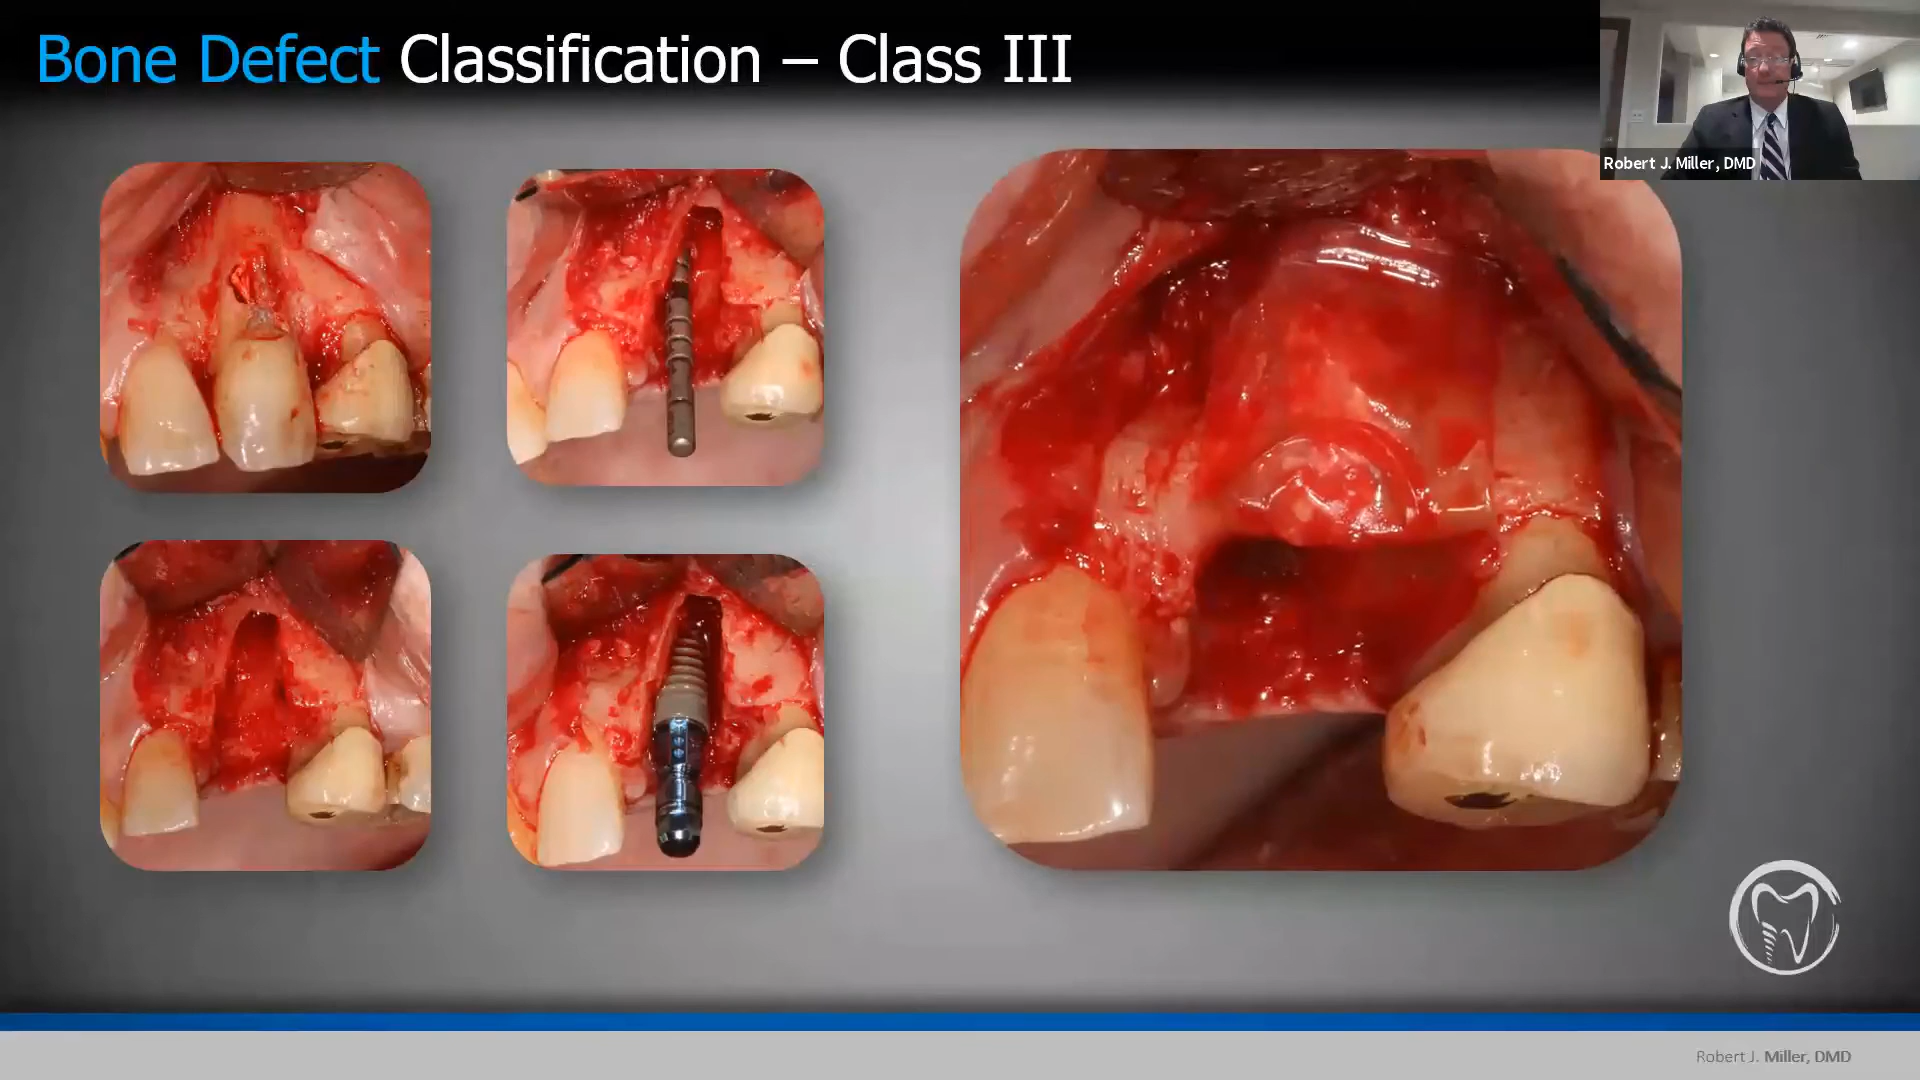 Bone Defect Classification – Class III
Robert J. Miller, DMD
Robert J. Miller, DMD